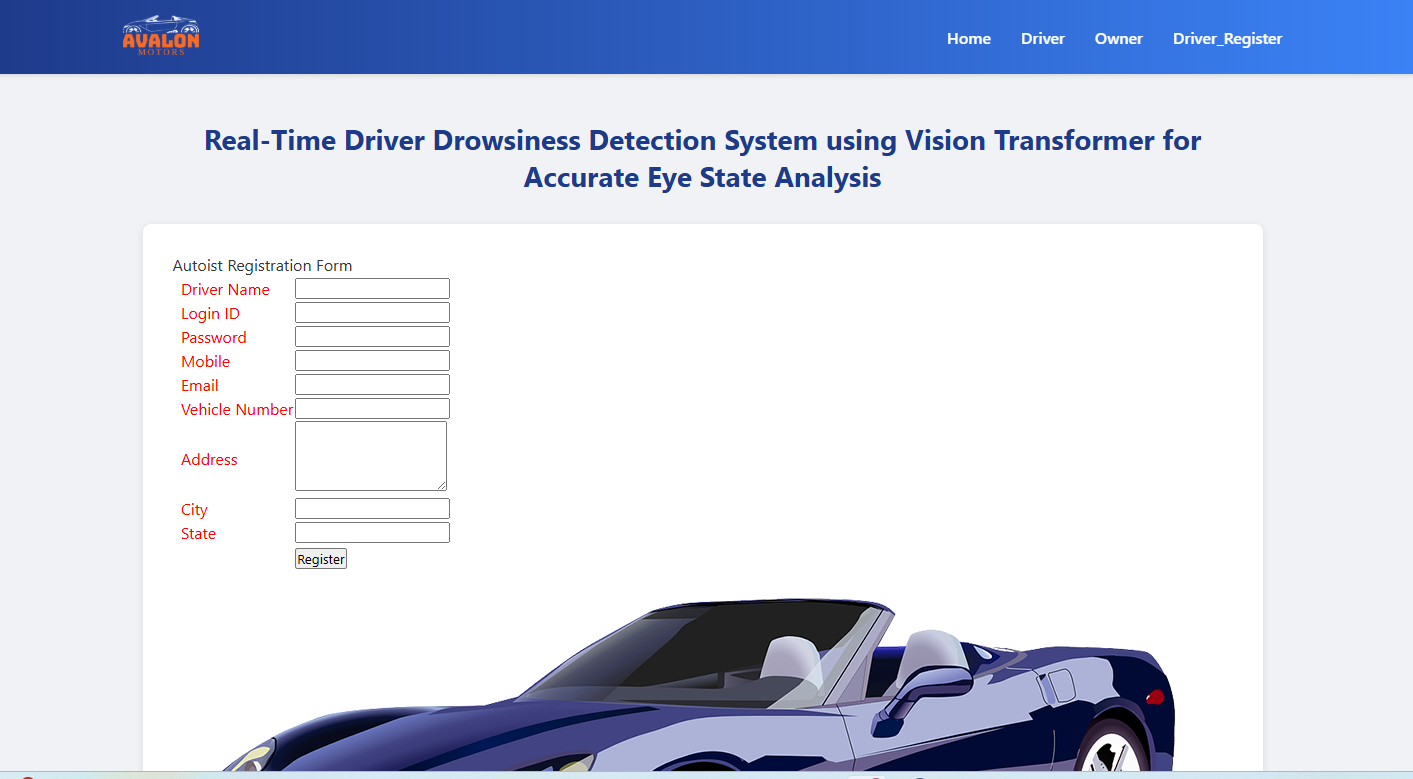 AVALON
MOTORS
Home Driver Owner Driver_Register
Real-Time Driver Drowsiness Detection System using Vision Transformer for
Accurate Eye State Analysis
Autoist Registration Form
Driver Name
Login ID
Password
Mobile
Email
Vehicle Number
Address
City
State
Register